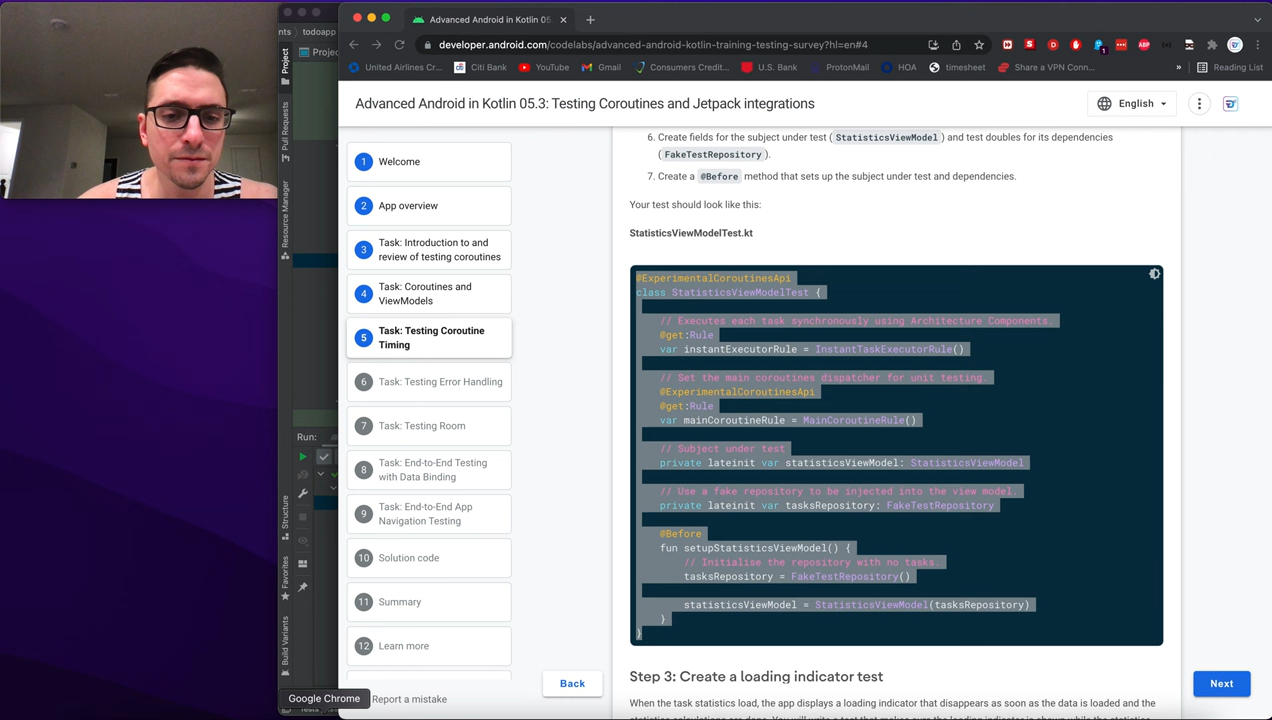 Advanced Android in Kotlin 05.
developer.android.com/codelabs/advanced-android-kotlin-training-testing-survey?hl=en#4
United Airlines Cr... Citi Bank YouTube Gmail Consumers Credit... U.S. Bank ProtonMail HOA timesheet Share a VPN Conn... » Reading List
nts todoapp
Project
Pull Requests
Resource Manager
Structure
Favorites
Build Variants
Projec
Run:
Advanced Android in Kotlin 05.3: Testing Coroutines and Jetpack integrations
English
1 Welcome
2 App overview
3 Task: Introduction to and
review of testing coroutines
4 Task: Coroutines and
ViewModels
5 Task: Testing Coroutine
Timing
6 Task: Testing Error Handling
7 Task: Testing Room
8 Task: End-to-End Testing
with Data Binding
9 Task: End-to-End App
Navigation Testing
10 Solution code
11 Summary
12 Learn more
Google Chrome
Report a mistake
6. Create fields for the subject under test (StatisticsViewModel) and test doubles for its dependencies
(FakeTestRepository).
7. Create a @Before method that sets up the subject under test and dependencies.
Your test should look like this:
StatisticsViewModelTest.kt
@ExperimentalCoroutinesApi
class StatisticsViewModelTest {
// Executes each task synchronously using Architecture Components.
@get:Rule
var instantExecutorRule = InstantTaskExecutorRule()
// Set the main coroutines dispatcher for unit testing.
@ExperimentalCoroutinesApi
@get:Rule
var mainCoroutineRule = MainCoroutineRule()
// Subject under test
private lateinit var statisticsViewModel: StatisticsViewModel
// Use a fake repository to be injected into the view model.
private lateinit var tasksRepository: FakeTestRepository
@Before
fun setupStatisticsViewModel() {
// Initialise the repository with no tasks.
tasksRepository = FakeTestRepository()
statisticsViewModel = StatisticsViewModel(tasksRepository)
}
}
Back
Next
Step 3: Create a loading indicator test
When the task statistics load, the app displays a loading indicator that disappears as soon as the data is loaded and the